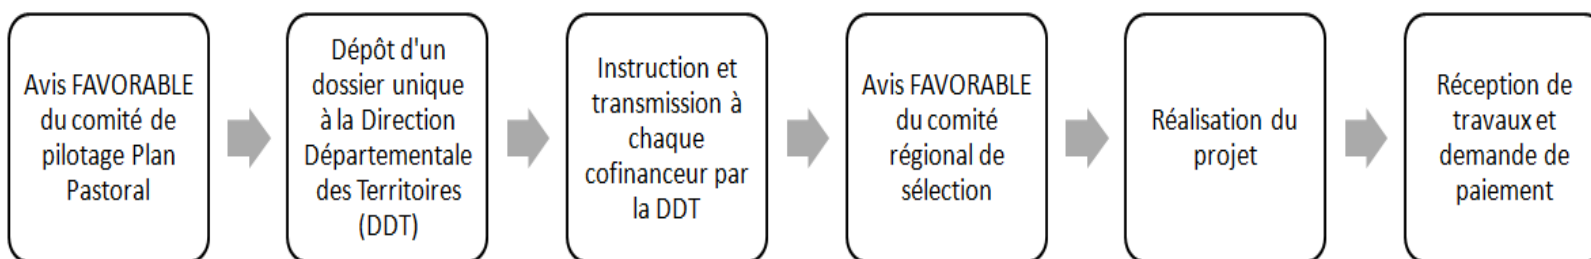 Avis FAVORABLE
du comité de
pilotage Plan
Pastoral
Dépôt d'un
dossier unique
à la Direction
Départementale
des Territoires
(DDT)
Instruction et
transmission à
chaque
cofinanceur par
la DDT
Avis FAVORABLE
du comité
régional de
sélection
Réalisation du
projet
Réception de
travaux et
demande de
paiement